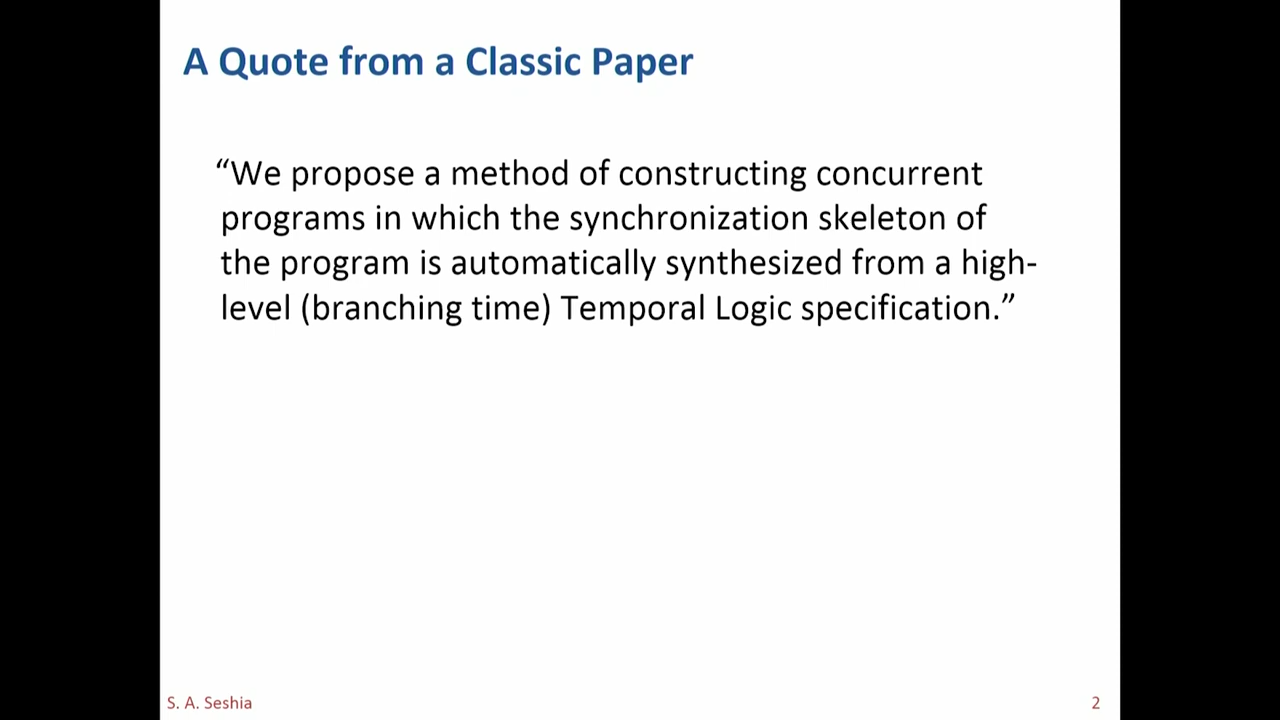 A Quote from a Classic Paper
“We propose a method of constructing concurrent
programs in which the synchronization skeleton of
the program is automatically synthesized from a high-
level (branching time) Temporal Logic specification.”
S. A. Seshia
2